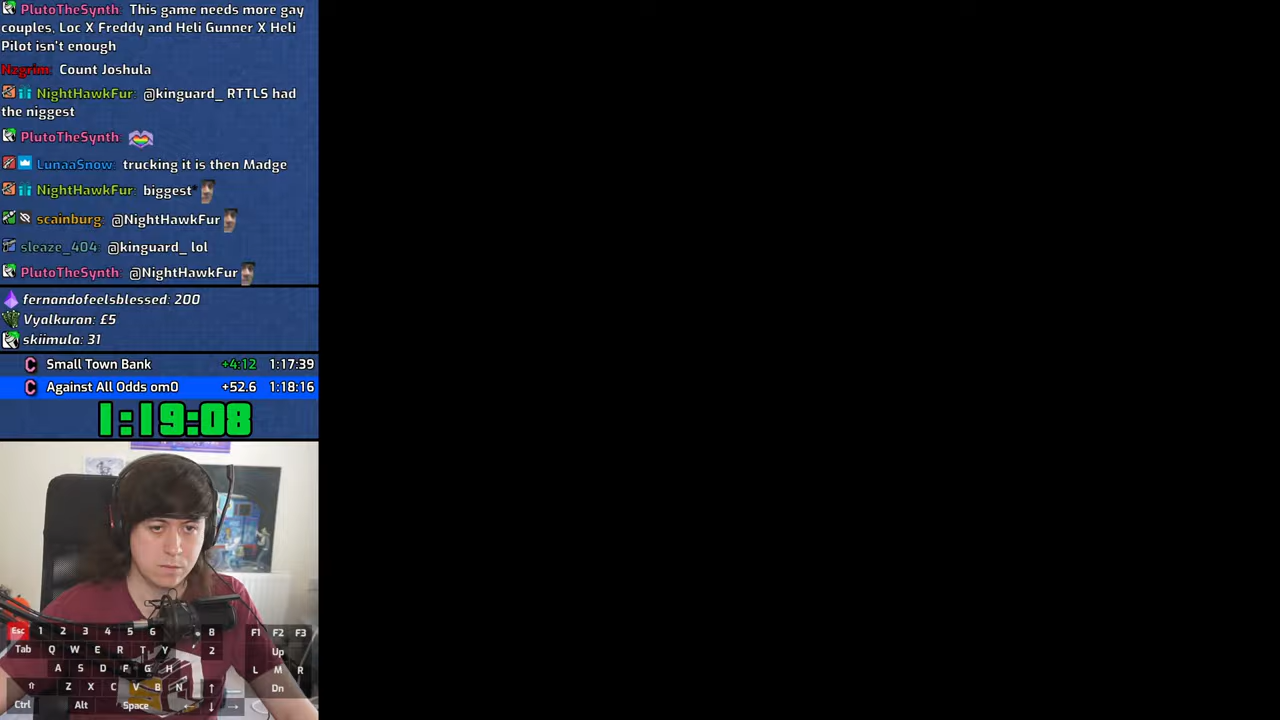 PlutoTheSynth: This game needs more gay
couples, Loc X Freddy and Heli Gunner X Heli
Pilot isn't enough
Nagrim: Count Joshula
NightHawkFur: @kinguard_ RTTLS had
the niggest
PlutoTheSynth:
LunaaSnow: trucking it is then Madge
NightHawkFur: biggest*
scainburg: @NightHawkFur
sleaze_404: @kinguard_ lol
PlutoTheSynth: @NightHawkFur
fernandofeelsblessed: 200
Vyalkuran: £5
skiimula: 31
C Small Town Bank +4:12 1:17:39
C Against All Odds om0 +52.6 1:18:16
1:19:08
Esc 1 2 3 4 5 6 8 F1 F2 F3
Tab Q W E R T Y ' 2 Up
A S D F G H L M R
⇧ Z X C V B N ↑ Dn
Ctrl Alt Space ← ↓ →